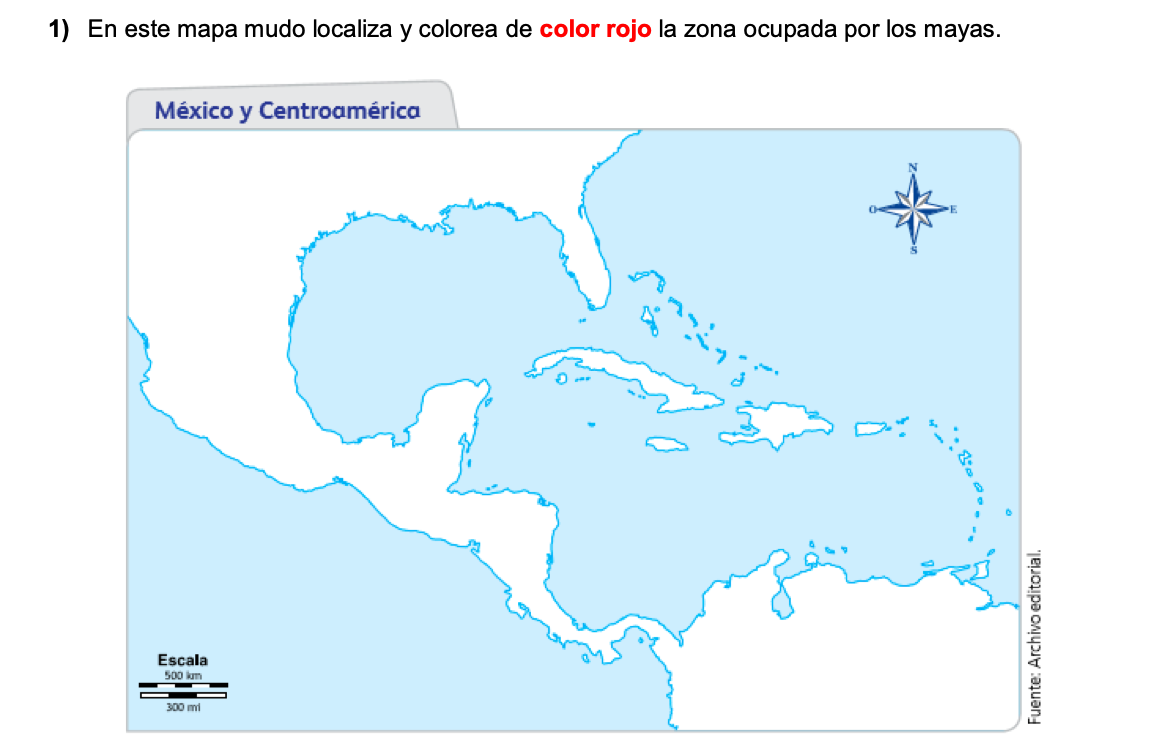 1) En este mapa mudo localiza y colorea de color rojo la zona ocupada por los mayas.
México y Centroamérica
N
O
E
S
Escala
500 km
300 mi
Fuente: Archivo editorial.